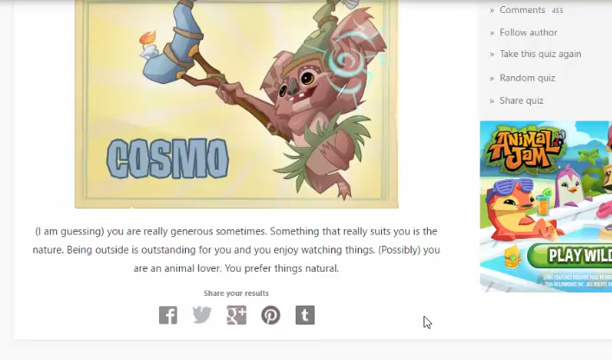 » Comments 455
» Follow author
» Take this quiz again
» Random quiz
» Share quiz
COSMO
ANIMAL
JAM
PLAY WILD
(I am guessing) you are really generous sometimes. Something that really suits you is the
nature. Being outside is outstanding for you and you enjoy watching things. (Possibly) you
are an animal lover. You prefer things natural.
Share your results